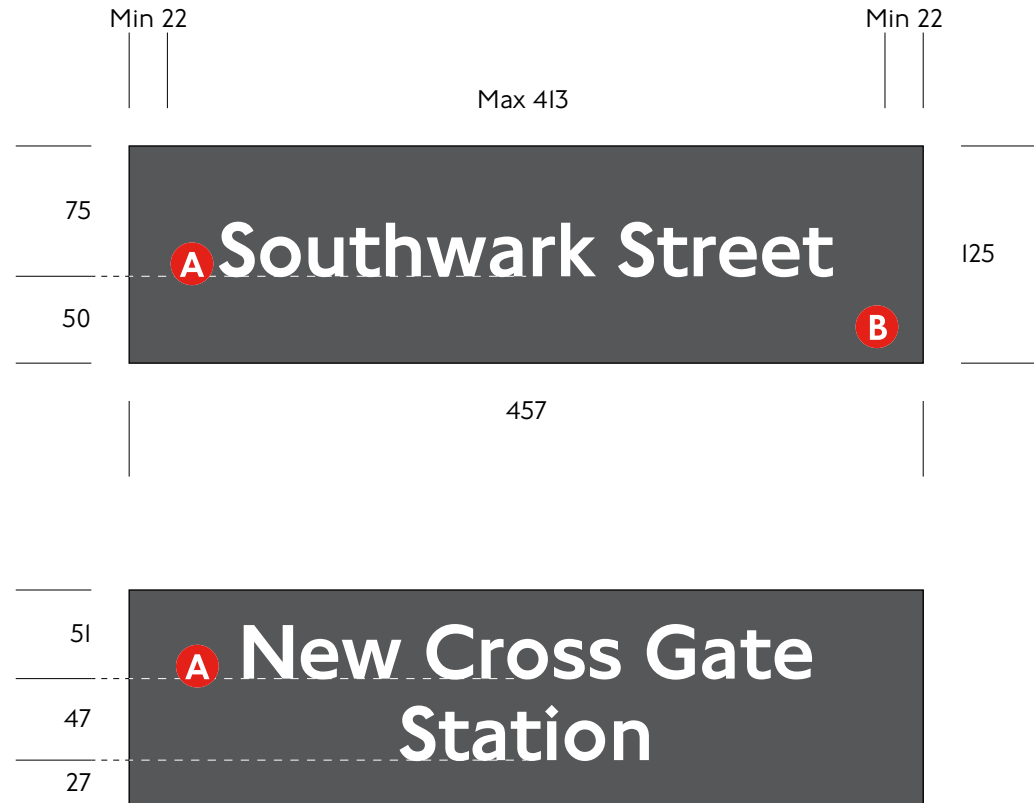 Min 22
Min 22
Max 413
75
A
Southwark Street
125
50
B
457
51
A
New Cross Gate
47
Station
27